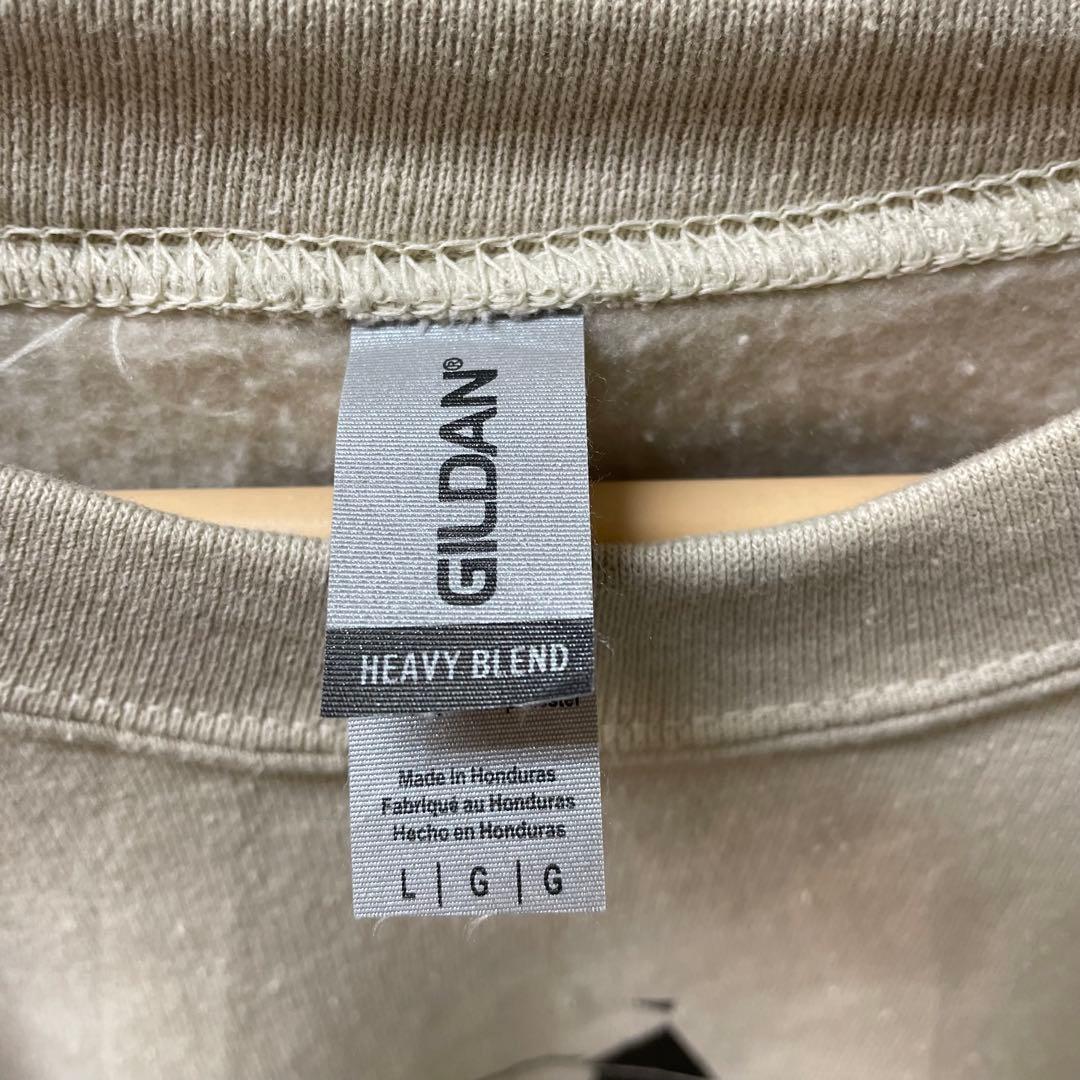 GILDAN®
HEAVY BLEND
Made in Honduras
Fabriqué au Honduras
Hecho en Honduras
L | G | G